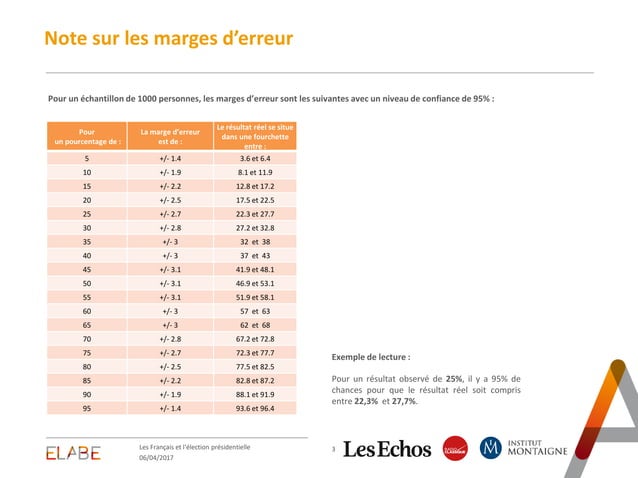 Note sur les marges d'erreur
Pour un échantillon de 1000 personnes, les marges d'erreur sont les suivantes avec un niveau de confiance de 95% :
Pour un pourcentage de : La marge d'erreur est de : Le résultat réel se situe dans une fourchette entre :
5 +/- 1.4 3.6 et 6.4
10 +/- 1.9 8.1 et 11.9
15 +/- 2.2 12.8 et 17.2
20 +/- 2.5 17.5 et 22.5
25 +/- 2.7 22.3 et 27.7
30 +/- 2.8 27.2 et 32.8
35 +/- 3 32 et 38
40 +/- 3 37 et 43
45 +/- 3.1 41.9 et 48.1
50 +/- 3.1 46.9 et 53.1
55 +/- 3.1 51.9 et 58.1
60 +/- 3 57 et 63
65 +/- 3 62 et 68
70 +/- 2.8 67.2 et 72.8
75 +/- 2.7 72.3 et 77.7
80 +/- 2.5 77.5 et 82.5
85 +/- 2.2 82.8 et 87.2
90 +/- 1.9 88.1 et 91.9
95 +/- 1.4 93.6 et 96.4
Exemple de lecture :
Pour un résultat observé de 25%, il y a 95% de
chances pour que le résultat réel soit compris
entre 22,3% et 27,7%.
ELABE
Les Français et l'élection présidentielle
06/04/2017
3
Les Echos
RADIO
CLASSIQUE
INSTITUT
MONTAIGNE